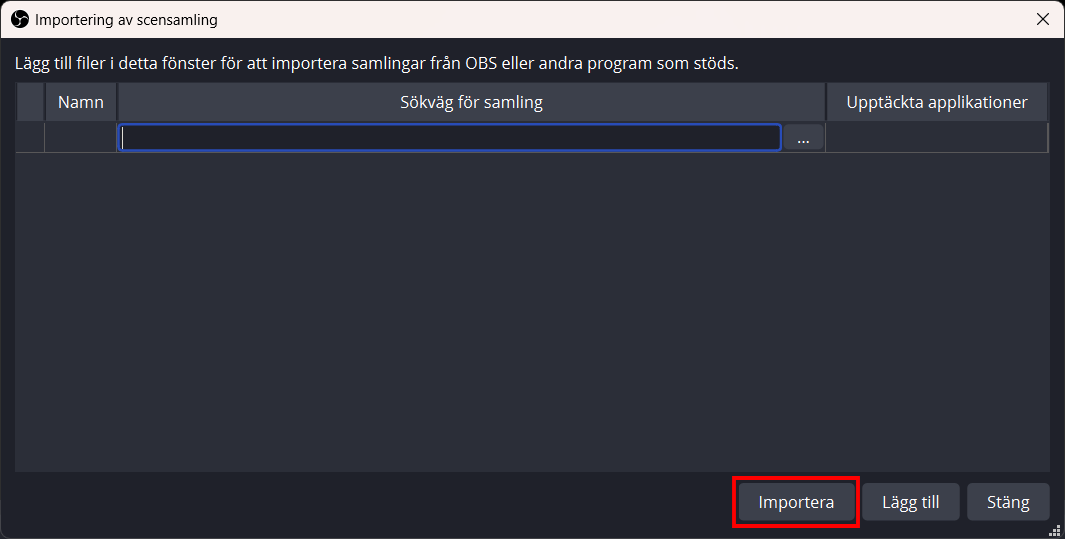 Importering av scensamling
Lägg till filer i detta fönster för att importera samlingar från OBS eller andra program som stöds.
Namn Sökväg för samling Upptäckta applikationer
...
Importera Lägg till Stäng